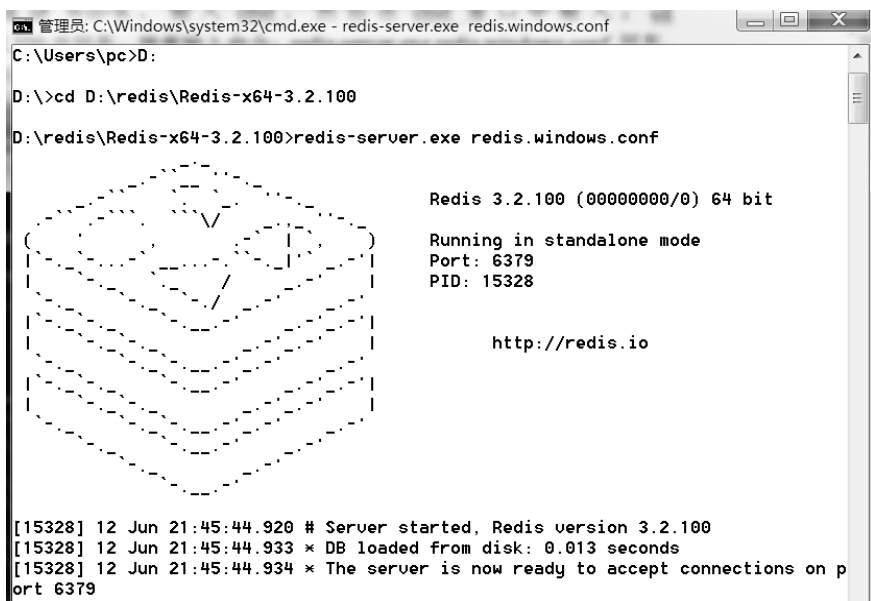 管理员: C:\Windows\system32\cmd.exe - redis-server.exe redis.windows.conf
C:\Users\pc>D:
D:\>cd D:\redis\Redis-x64-3.2.100
D:\redis\Redis-x64-3.2.100>redis-server.exe redis.windows.conf
Redis 3.2.100 (00000000/0) 64 bit
Running in standalone mode
Port: 6379
PID: 15328
http://redis.io
[15328] 12 Jun 21:45:44.920 # Server started, Redis version 3.2.100
[15328] 12 Jun 21:45:44.933 * DB loaded from disk: 0.013 seconds
[15328] 12 Jun 21:45:44.934 * The server is now ready to accept connections on p
ort 6379